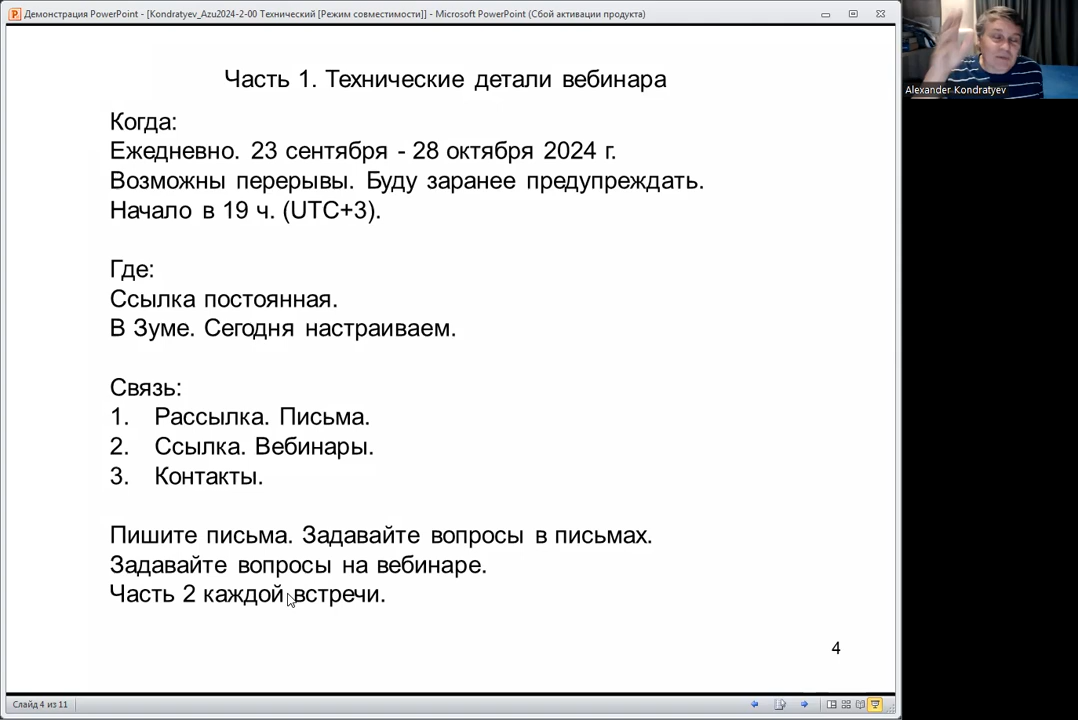 Демонстрация PowerPoint - [Kondratyev_Azu2024-2-00 Технический [Режим совместимости]] - Microsoft PowerPoint (Сбой активации продукта)
Alexander Kondratyev
Часть 1. Технические детали вебинара
Когда:
Ежедневно. 23 сентября - 28 октября 2024 г.
Возможны перерывы. Буду заранее предупреждать.
Начало в 19 ч. (UTC+3).
Где:
Ссылка постоянная.
В Зуме. Сегодня настраиваем.
Связь:
1. Рассылка. Письма.
2. Ссылка. Вебинары.
3. Контакты.
Пишите письма. Задавайте вопросы в письмах.
Задавайте вопросы на вебинаре.
Часть 2 каждой встречи.
4
Слайд 4 из 11